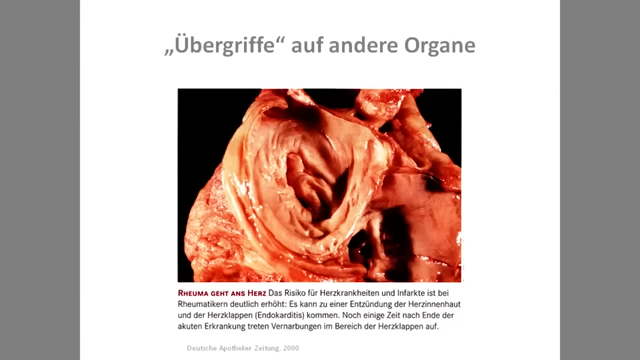 „Übergriffe“ auf andere Organe
RHEUMA GEHT ANS HERZ Das Risiko für Herzkrankheiten und Infarkte ist bei
Rheumatikern deutlich erhöht: Es kann zu einer Entzündung der Herzinnenhaut
und der Herzklappen (Endokarditis) kommen. Noch einige Zeit nach Ende der
akuten Erkrankung treten Vernarbungen im Bereich der Herzklappen auf.
Deutsche Apotheker Zeitung, 2000